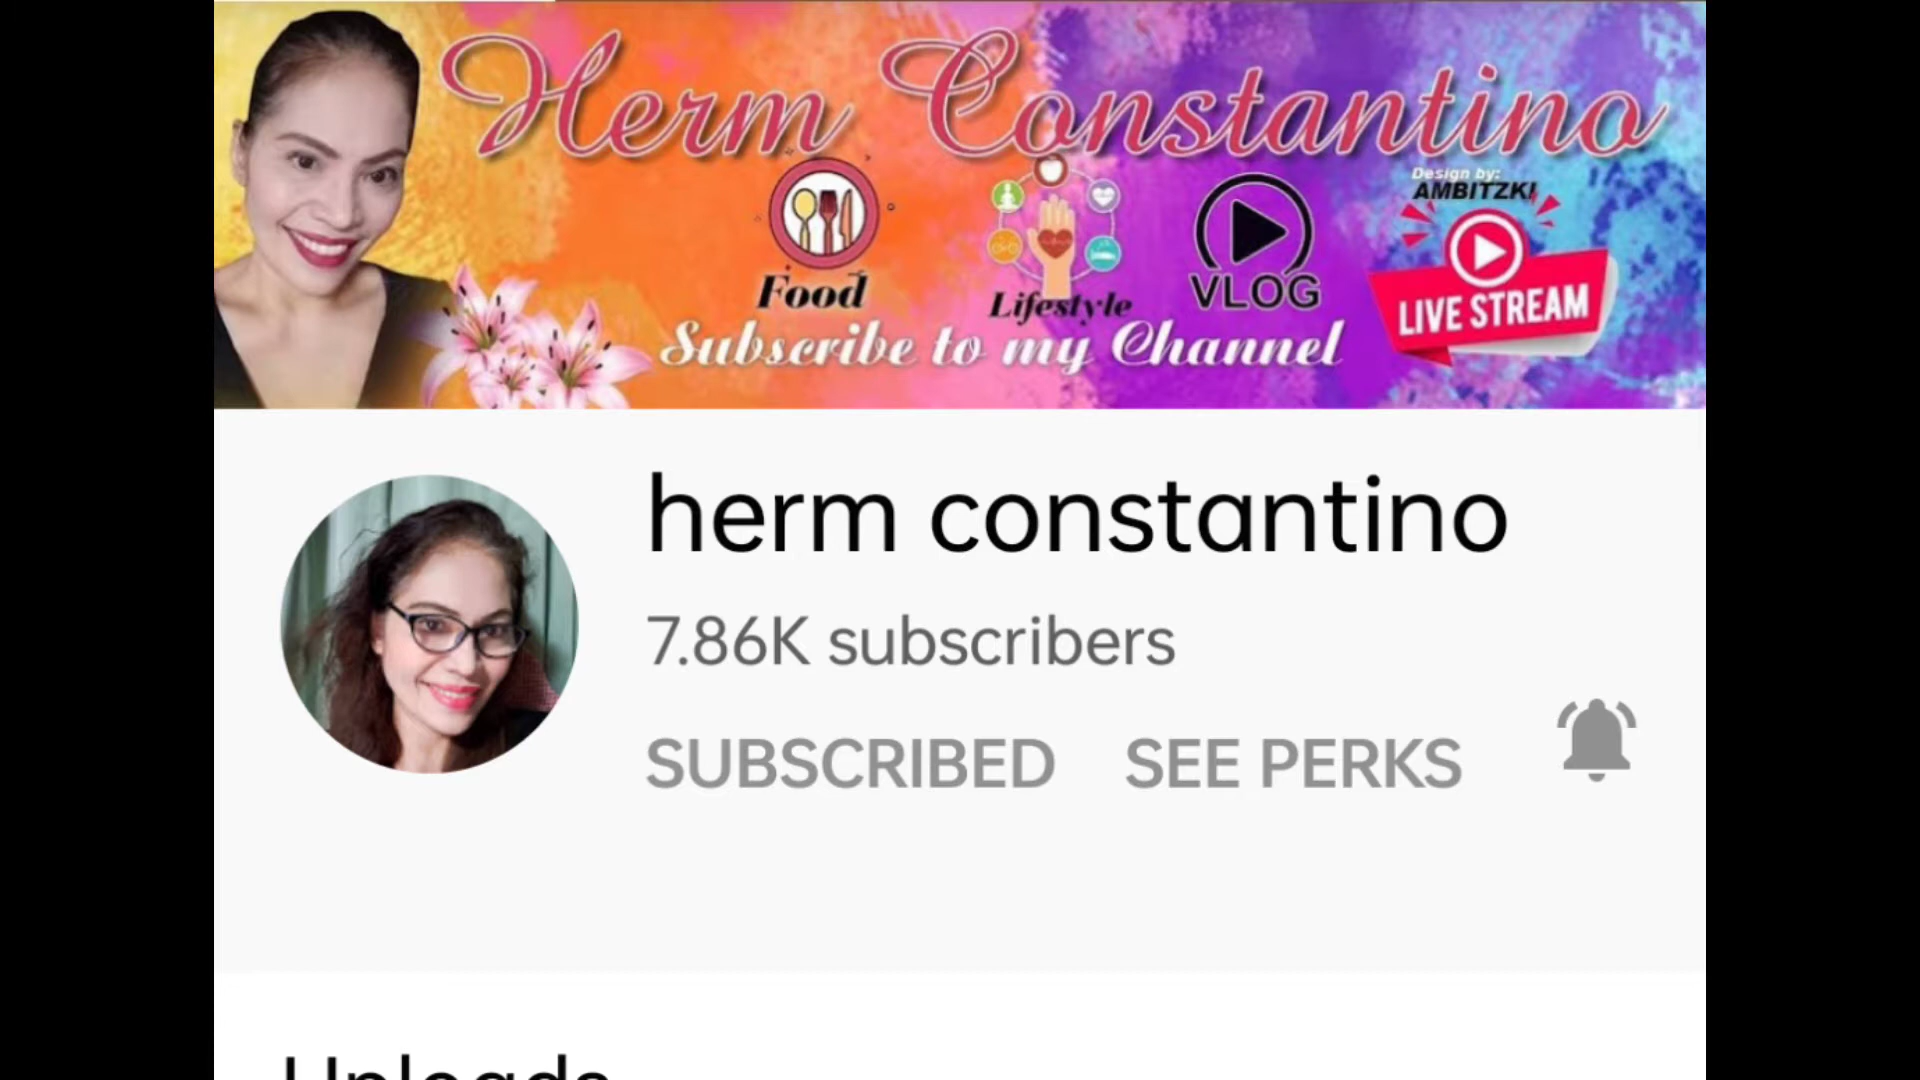 Herm Constantino
Design by:
AMBITZKI
Food
Lifestyle
VLOG
LIVE STREAM
Subscribe to my Channel
herm constantino
7.86K subscribers
SUBSCRIBED SEE PERKS
Uploads